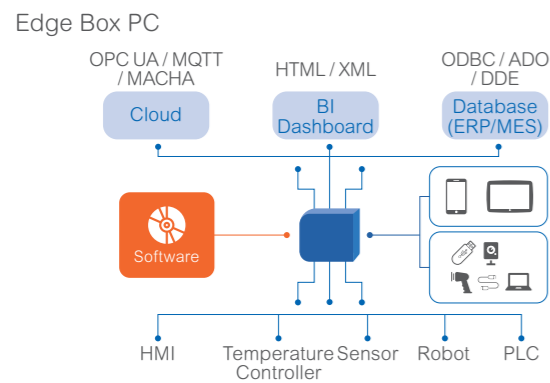 Edge Box PC
OPC UA / MQTT
/ MACHA
HTML / XML
ODBC / ADO
/ DDE
Cloud
BI
Dashboard
Database
(ERP/MES)
Software
HMI
Temperature
Controller
Sensor
Robot
PLC